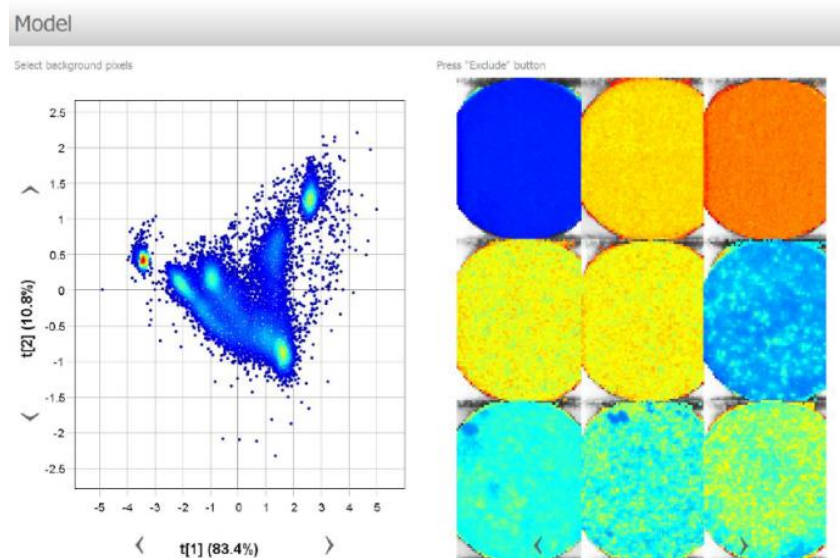 Model
Select background pixels
Press "Exclude" button
2.5
2
1.5
1
0.5
0
-0.5
-1
-1.5
-2
-2.5
t[2] (10.8%)
-5 -4 -3 -2 -1 0 1 2 3 4 5
t[1] (83.4%)